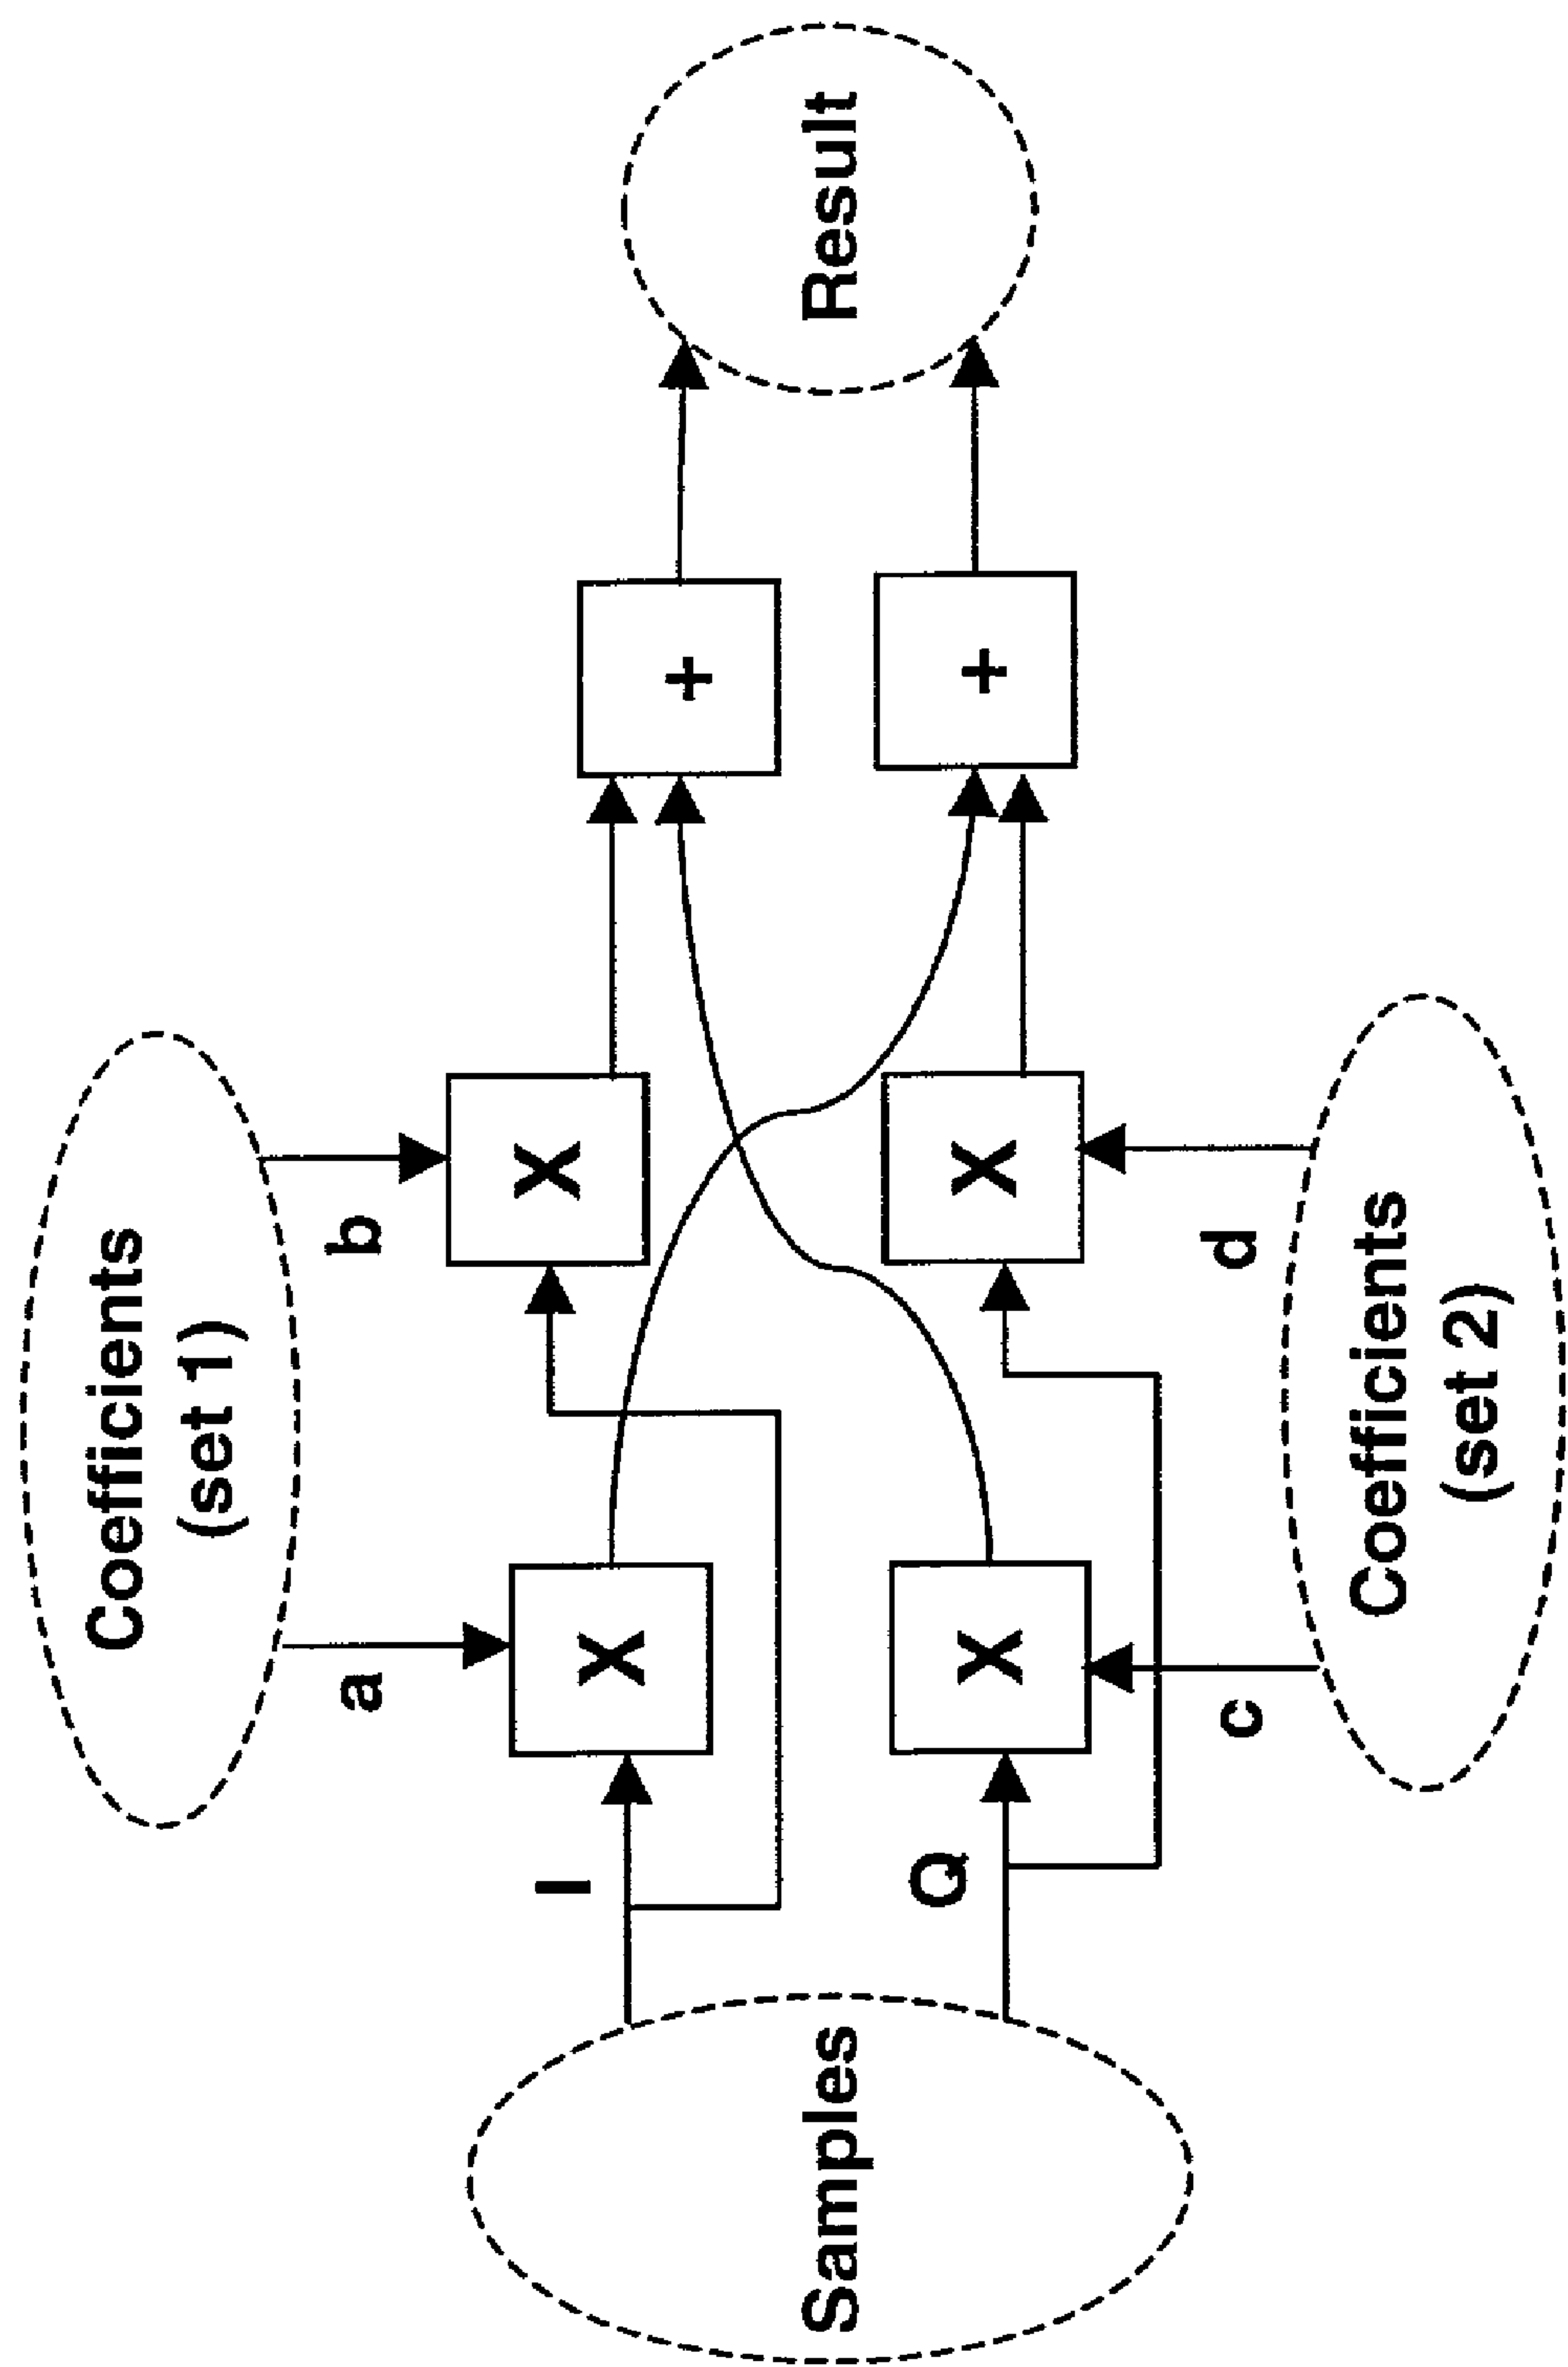 Coefficients
(set 1)
a
b
I
X
X
+
Samples
Result
Q
X
X
+
c
d
Coefficients
(set 2)